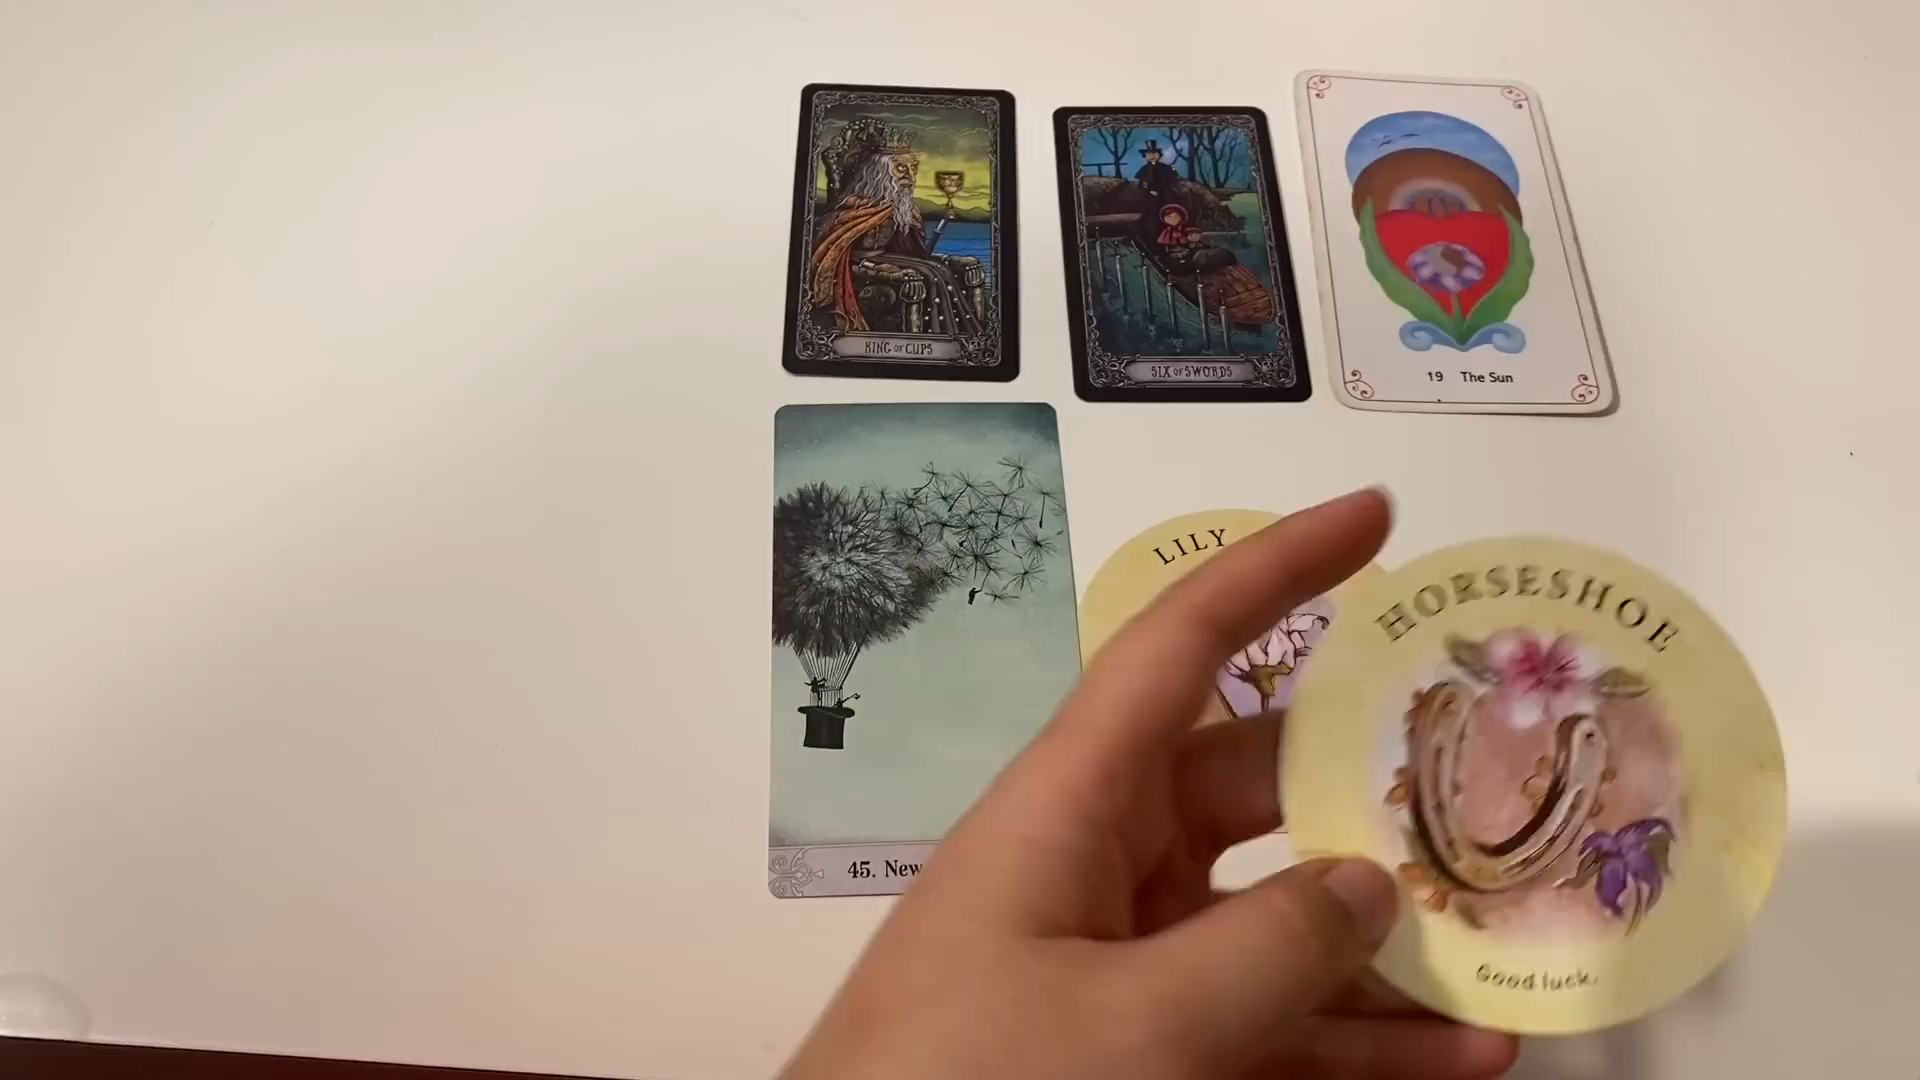 KING OF CUPS
SIX OF SWORDS
19 The Sun
LILY
HORSESHOE
45. New
Good luck.